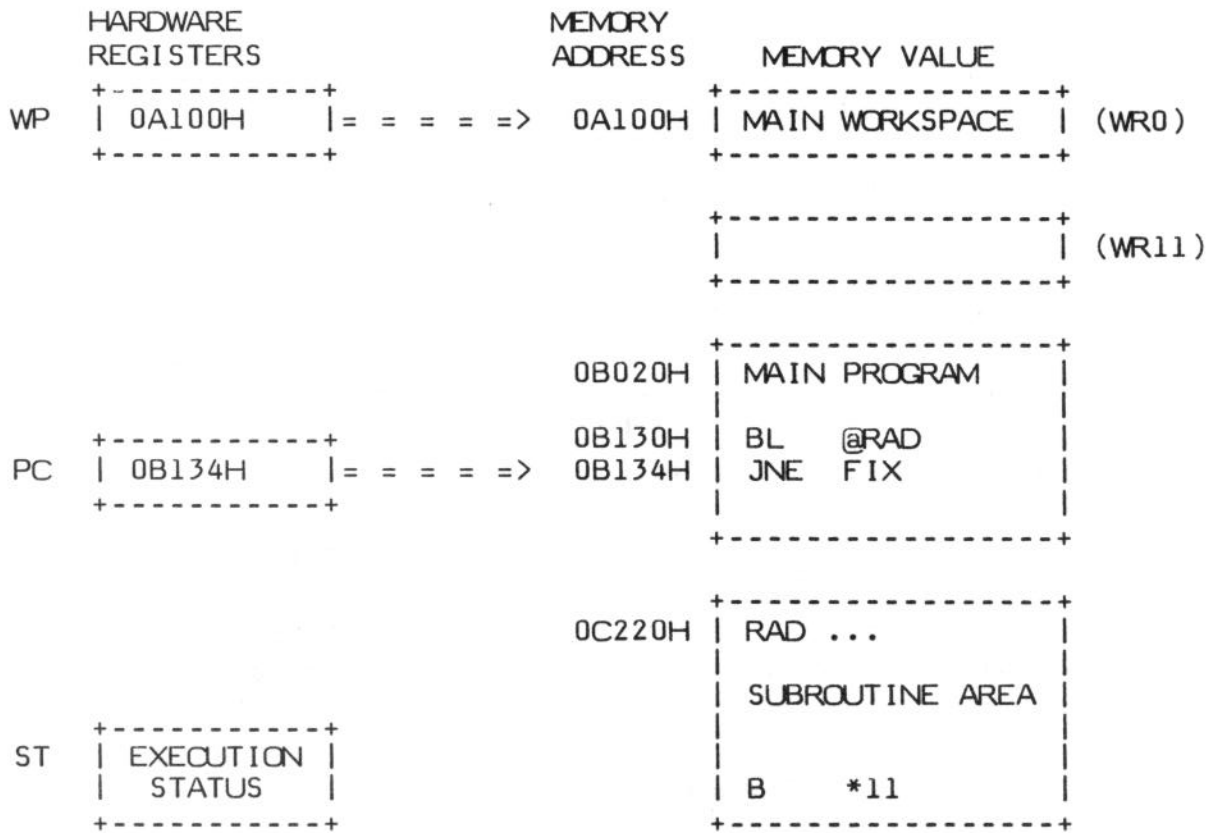 HARDWARE REGISTERS MEMORY ADDRESS MEMORY VALUE
WP 0A100H = = = = => 0A100H MAIN WORKSPACE (WR0)
(WR11)
0B020H MAIN PROGRAM
0B130H BL @RAD
PC 0B134H = = = = => 0B134H JNE FIX
0C220H RAD ...
SUBROUTINE AREA
ST EXECUTION
STATUS B *11